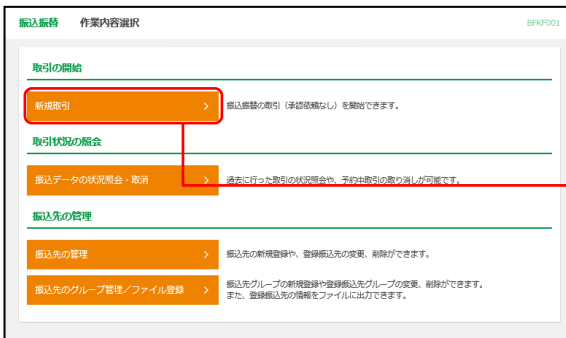 振込振替 作業内容選択 BFKF001
取引の開始
新規取引 > 振込振替の取引（承認依頼なし）を開始できます。
取引状況の照会
振込データの状況照会・取消 > 過去に行った取引の状況照会や、予約中取引の取り消しが可能です。
振込先の管理
振込先の管理 > 振込先の新規登録や、登録振込先の変更、削除ができます。
振込先のグループ管理／ファイル登録 > 振込先グループの新規登録や登録振込先グループの変更、削除ができます。
また、登録振込先の情報をファイルに出力できます。